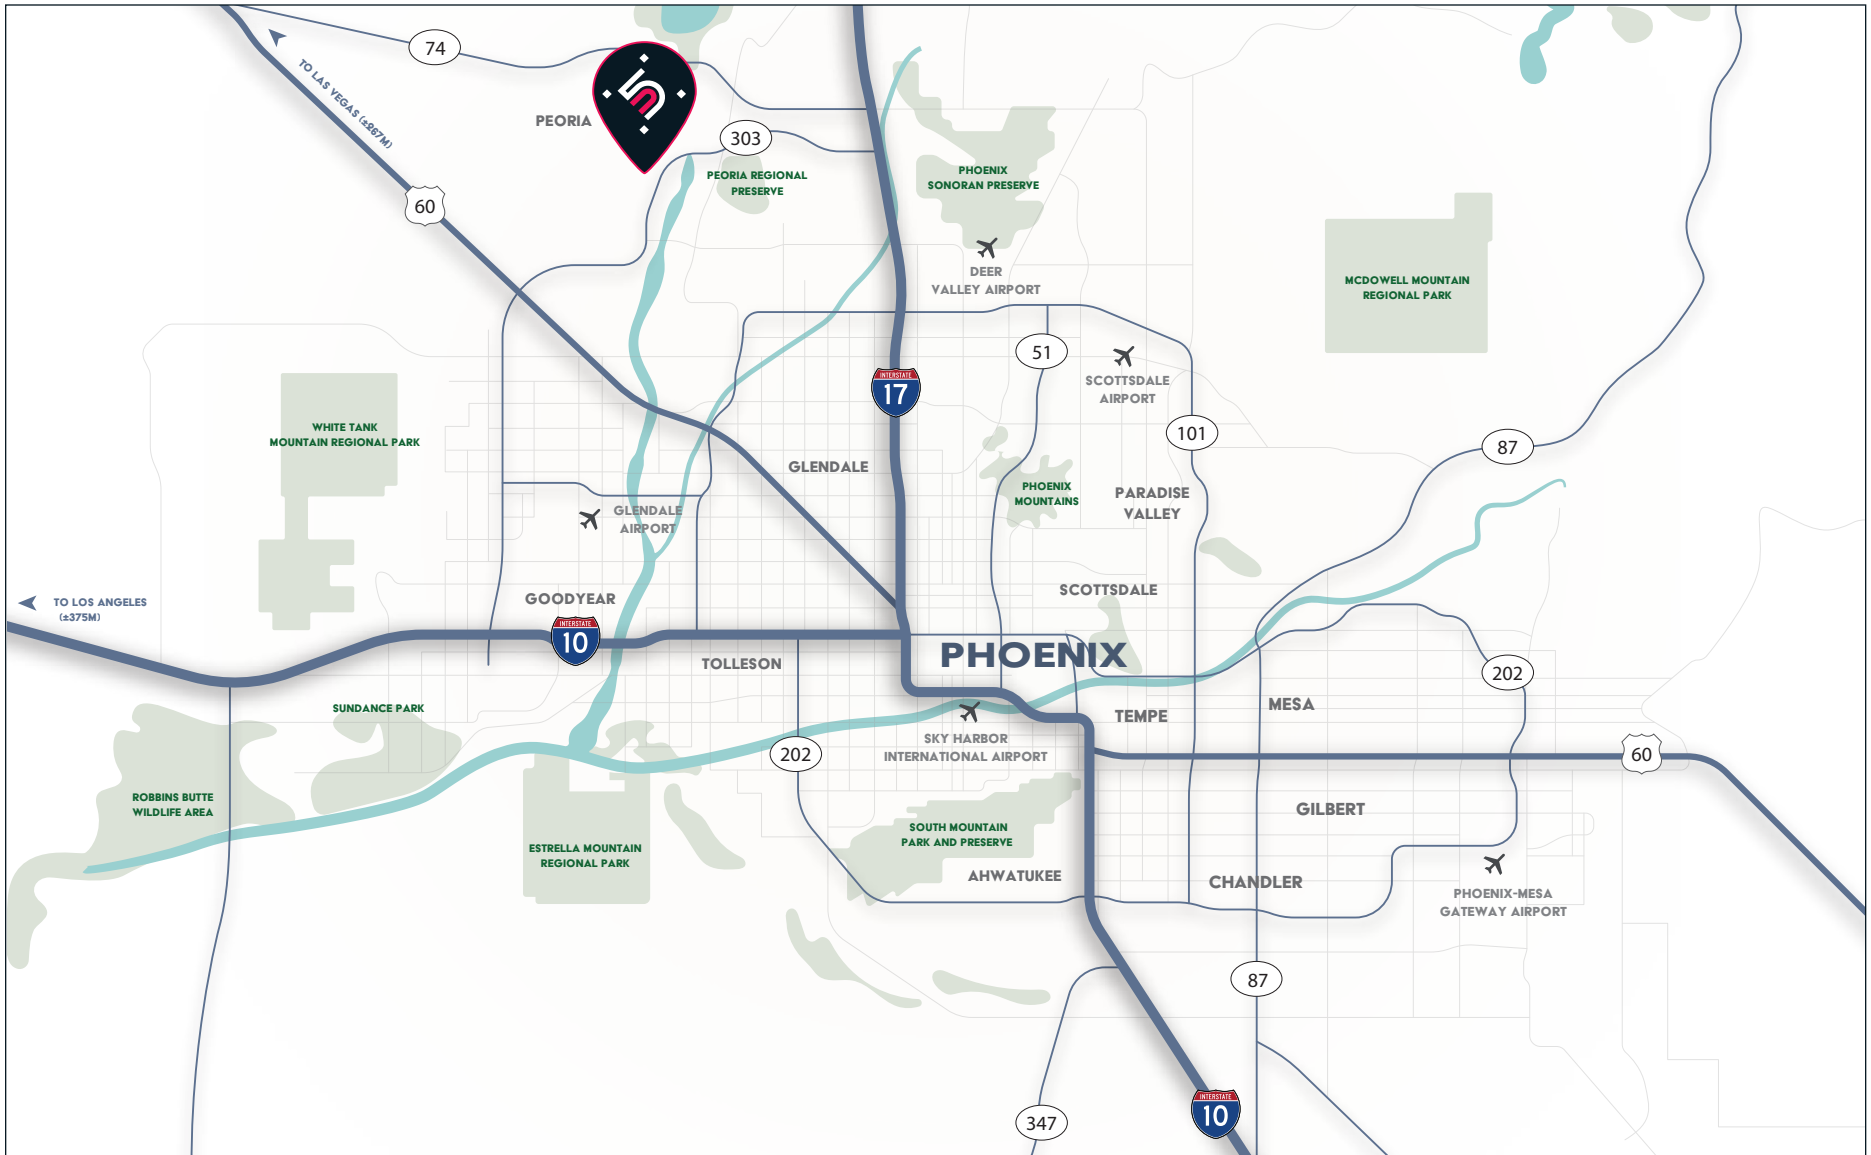 74
TO LAS VEGAS (±267M)
PEORIA
303
PEORIA REGIONAL
PRESERVE
PHOENIX
SONORAN PRESERVE
60
DEER
VALLEY AIRPORT
MCDOWELL MOUNTAIN
REGIONAL PARK
51
SCOTTSDALE
AIRPORT
INTERSTATE
17
101
WHITE TANK
MOUNTAIN REGIONAL PARK
GLENDALE
87
PHOENIX
MOUNTAINS
PARADISE
VALLEY
GLENDALE
AIRPORT
SCOTTSDALE
GOODYEAR
TO LOS ANGELES
(±375M)
INTERSTATE
10
PHOENIX
TOLLESON
202
SUNDANCE PARK
MESA
TEMPE
SKY HARBOR
INTERNATIONAL AIRPORT
202
60
ROBBINS BUTTE
WILDLIFE AREA
GILBERT
SOUTH MOUNTAIN
PARK AND PRESERVE
ESTRELLA MOUNTAIN
REGIONAL PARK
AHWATUKEE
CHANDLER
PHOENIX-MESA
GATEWAY AIRPORT
87
347
INTERSTATE
10